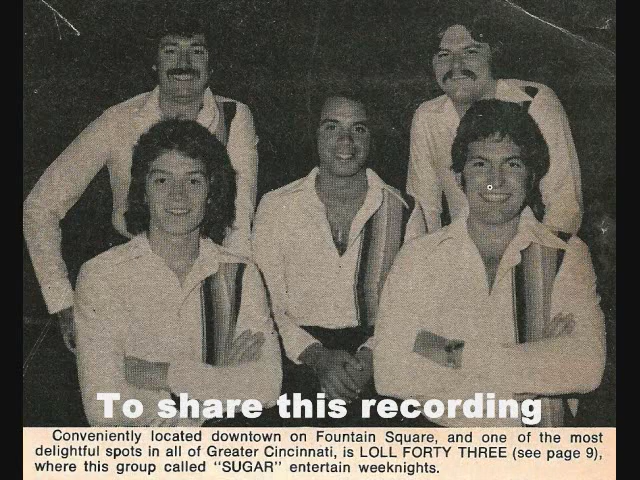 To share this recording
Conveniently located downtown on Fountain Square, and one of the most
delightful spots in all of Greater Cincinnati, is LOLL FORTY THREE (see page 9),
where this group called "SUGAR" entertain weeknights.